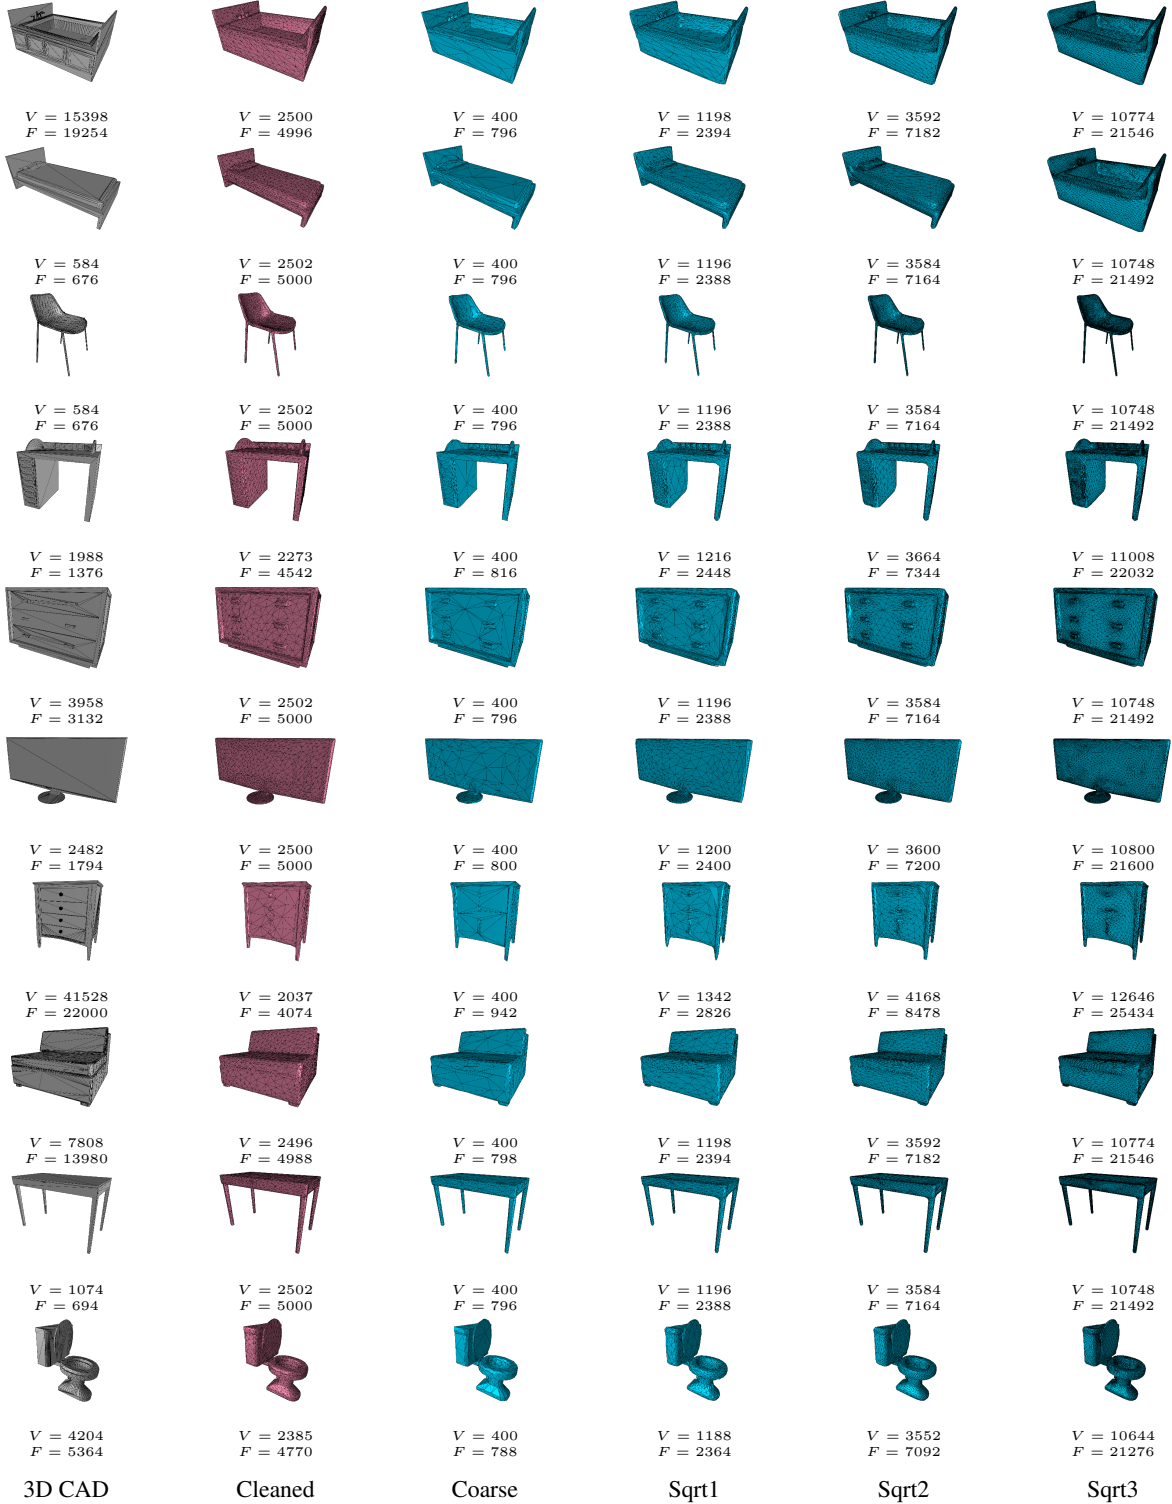 V = 15398 V = 2500 V = 400 V = 1198 V = 3592 V = 10774
F = 19254 F = 4996 F = 796 F = 2394 F = 7182 F = 21546
V = 584 V = 2502 V = 400 V = 1196 V = 3584 V = 10748
F = 676 F = 5000 F = 796 F = 2388 F = 7164 F = 21492
V = 584 V = 2502 V = 400 V = 1196 V = 3584 V = 10748
F = 676 F = 5000 F = 796 F = 2388 F = 7164 F = 21492
V = 1988 V = 2273 V = 400 V = 1216 V = 3664 V = 11008
F = 1376 F = 4542 F = 816 F = 2448 F = 7344 F = 22032
V = 3958 V = 2502 V = 400 V = 1196 V = 3584 V = 10748
F = 3132 F = 5000 F = 796 F = 2388 F = 7164 F = 21492
V = 2482 V = 2500 V = 400 V = 1200 V = 3600 V = 10800
F = 1794 F = 5000 F = 800 F = 2400 F = 7200 F = 21600
V = 41528 V = 2037 V = 400 V = 1342 V = 4168 V = 12646
F = 22000 F = 4074 F = 942 F = 2826 F = 8478 F = 25434
V = 7808 V = 2496 V = 400 V = 1198 V = 3592 V = 10774
F = 13980 F = 4988 F = 798 F = 2394 F = 7182 F = 21546
V = 1074 V = 2502 V = 400 V = 1196 V = 3584 V = 10748
F = 694 F = 5000 F = 796 F = 2388 F = 7164 F = 21492
V = 4204 V = 2385 V = 400 V = 1188 V = 3552 V = 10644
F = 5364 F = 4770 F = 788 F = 2364 F = 7092 F = 21276
3D CAD Cleaned Coarse Sqrt1 Sqrt2 Sqrt3